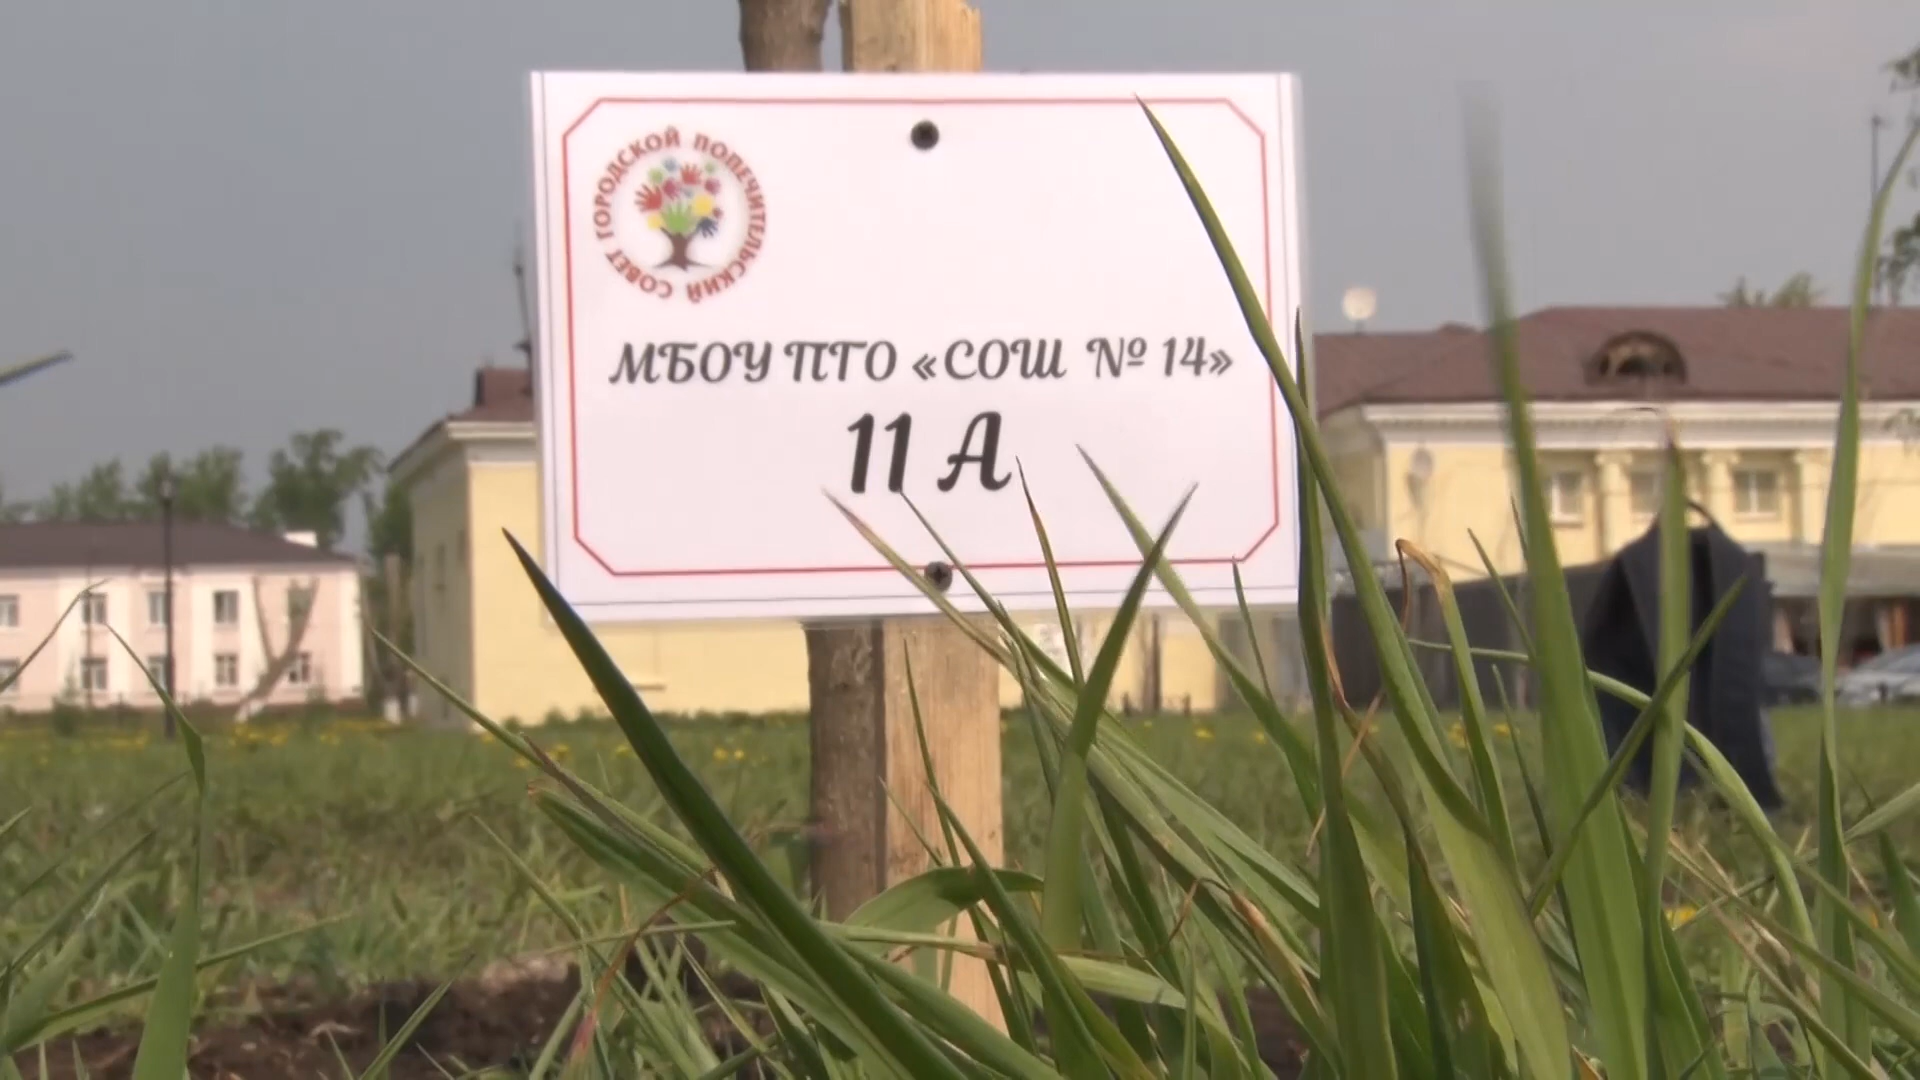 ГОРОДСКОЙ ПОПЕЧИТЕЛЬСКИЙ СОВЕТ
МБОУ ПГО «СОШ № 14»
11 А